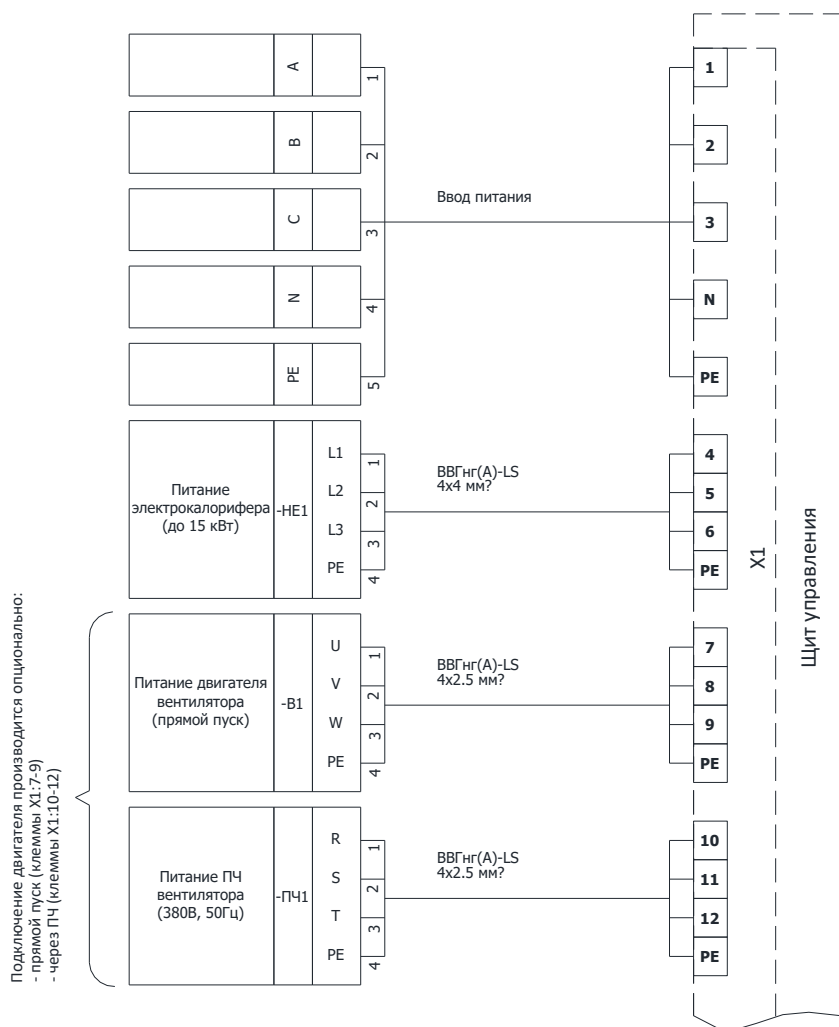 A
1
B
2
C
3
N
4
PE
5
Ввод питания
1
2
3
N
PE
Питание
электрокалорифера
(до 15 кВт)
-HE1
L1
L2
L3
PE
1
2
3
4
ВВГнг(A)-LS
4x4 мм?
4
5
6
PE
X1
Щит управления
Подключение двигателя производится опционально:
- прямой пуск (клеммы X1:7-9)
- через ПЧ (клеммы X1:10-12)
Питание двигателя
вентилятора
(прямой пуск)
-B1
U
V
W
PE
1
2
3
4
ВВГнг(A)-LS
4x2.5 мм?
7
8
9
PE
Питание ПЧ
вентилятора
(380В, 50Гц)
-ПЧ1
R
S
T
PE
1
2
3
4
ВВГнг(A)-LS
4x2.5 мм?
10
11
12
PE